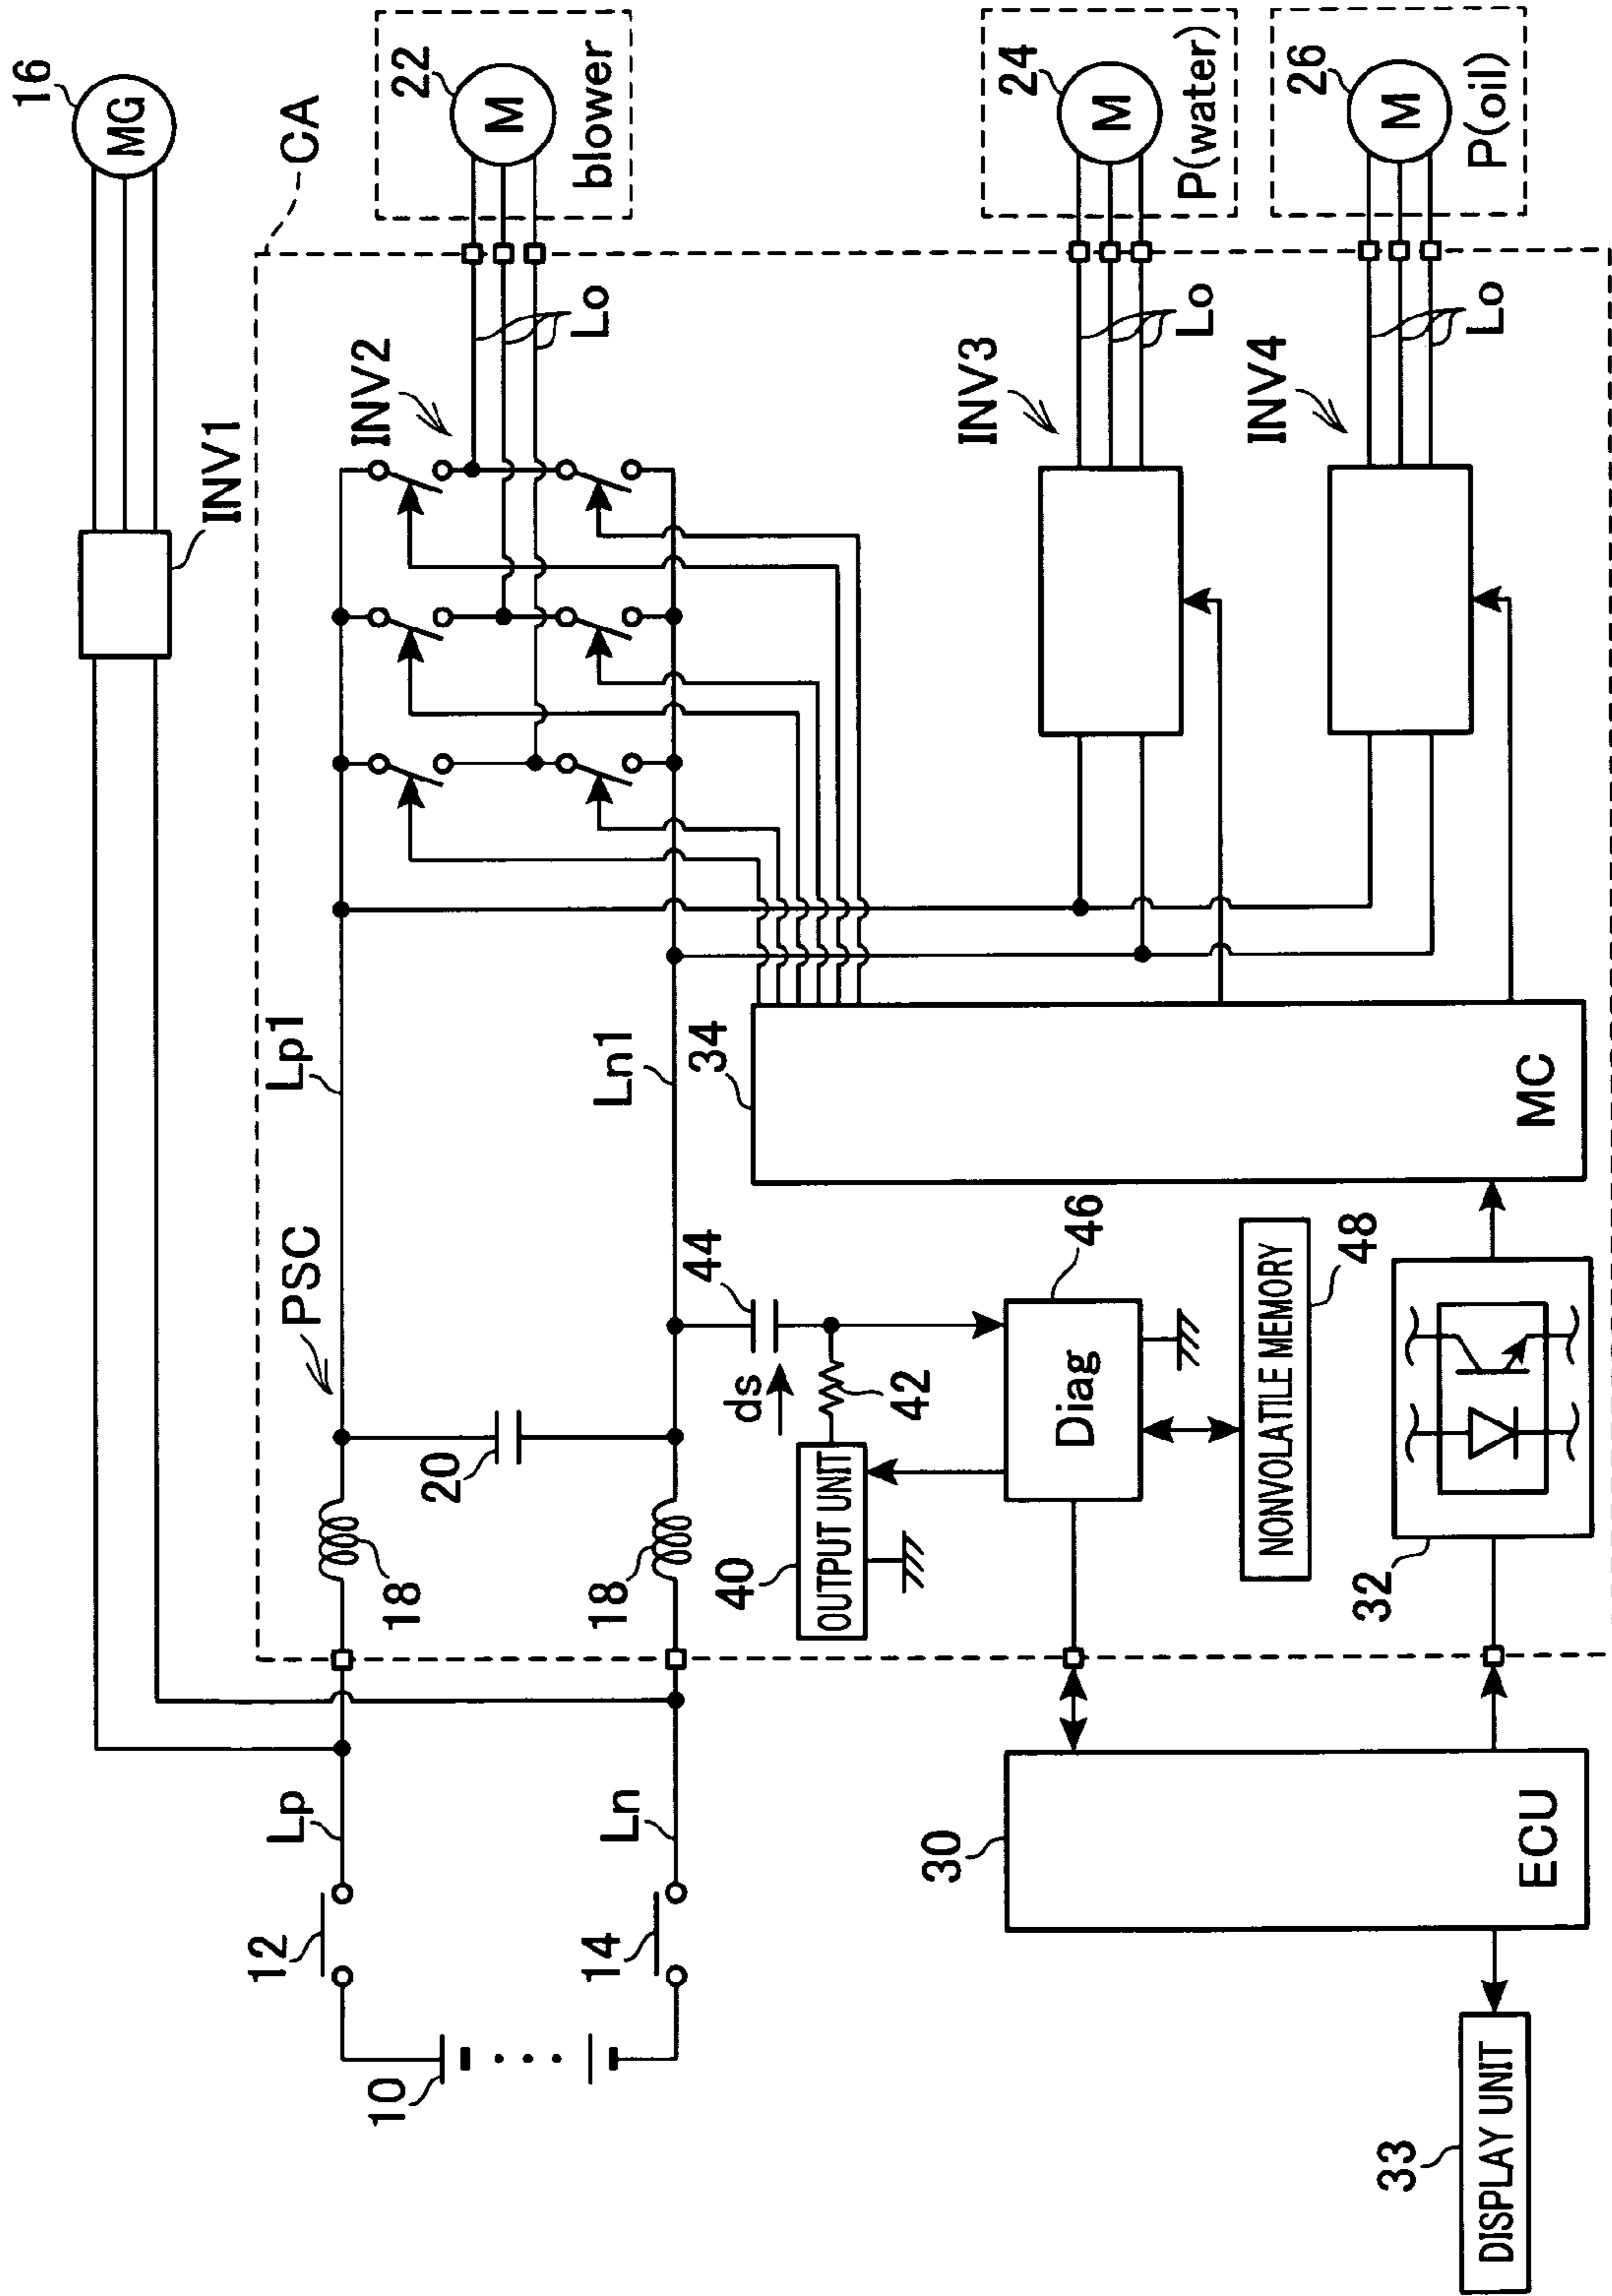 16
MG
INV1
CA
22
M
blower
INV2
Lo
24
M
P(water)
INV3
Lo
26
M
P(oil)
INV4
Lo
Lp1
PSC
Ln1
34
MC
20
18
18
44
ds
42
40
OUTPUT UNIT
46
Diag
NONVOLATILE MEMORY
48
32
Lp
Ln
12
14
10
30
ECU
33
DISPLAY UNIT